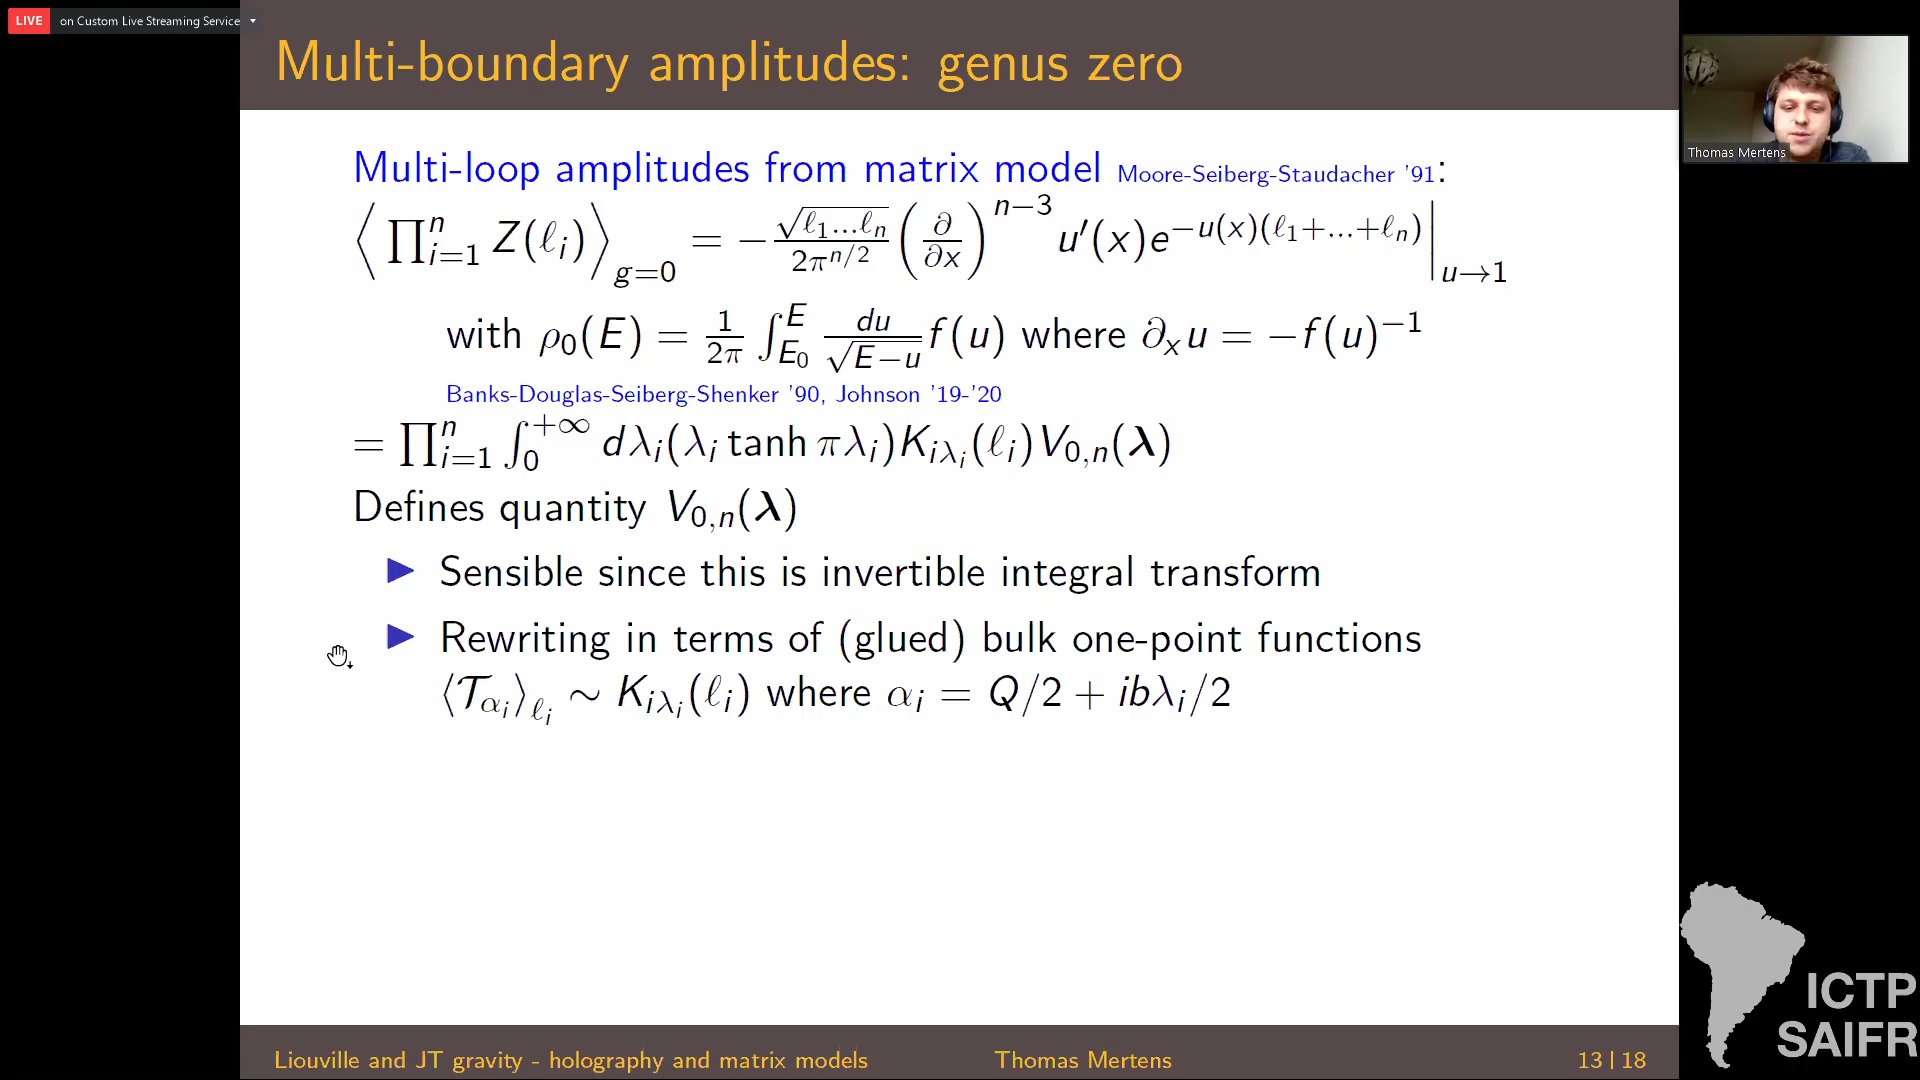 LIVE on Custom Live Streaming Service
Multi-boundary amplitudes: genus zero
Thomas Mertens
Multi-loop amplitudes from matrix model Moore-Seiberg-Staudacher '91:
⟨∏ⁿᵢ₌₁ Z(ℓᵢ)⟩_{g=0} = −\frac{√ℓ₁...ℓₙ}{2π^{n/2}} (\frac{∂}{∂x})^{n−3} u′(x)e^{−u(x)(ℓ₁+...+ℓₙ)}|_{u→1}
with ρ₀(E) = \frac{1}{2π} ∫_{E₀}^{E} \frac{du}{√E−u} f(u) where ∂ₓu = −f(u)⁻¹
Banks-Douglas-Seiberg-Shenker '90, Johnson '19-'20
= ∏ⁿᵢ₌₁ ∫₀^{+∞} dλᵢ(λᵢ tanh πλᵢ)K_{iλᵢ}(ℓᵢ)V_{0,n}(λ)
Defines quantity V_{0,n}(λ)
▶ Sensible since this is invertible integral transform
▶ Rewriting in terms of (glued) bulk one-point functions
⟨𝒯_{αᵢ}⟩_{ℓᵢ} ∼ K_{iλᵢ}(ℓᵢ) where αᵢ = Q/2 + ibλᵢ/2
ICTP
SAIFR
Liouville and JT gravity - holography and matrix models Thomas Mertens 13 | 18